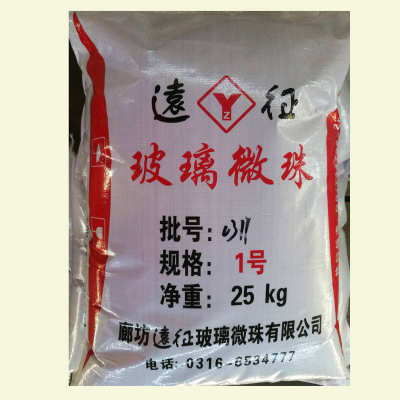 遠 YZ 征
玻璃微珠
批号:
规格: 1号
净重: 25 kg
廊坊遠征玻璃微珠有限公司
电话: 0316-6534777